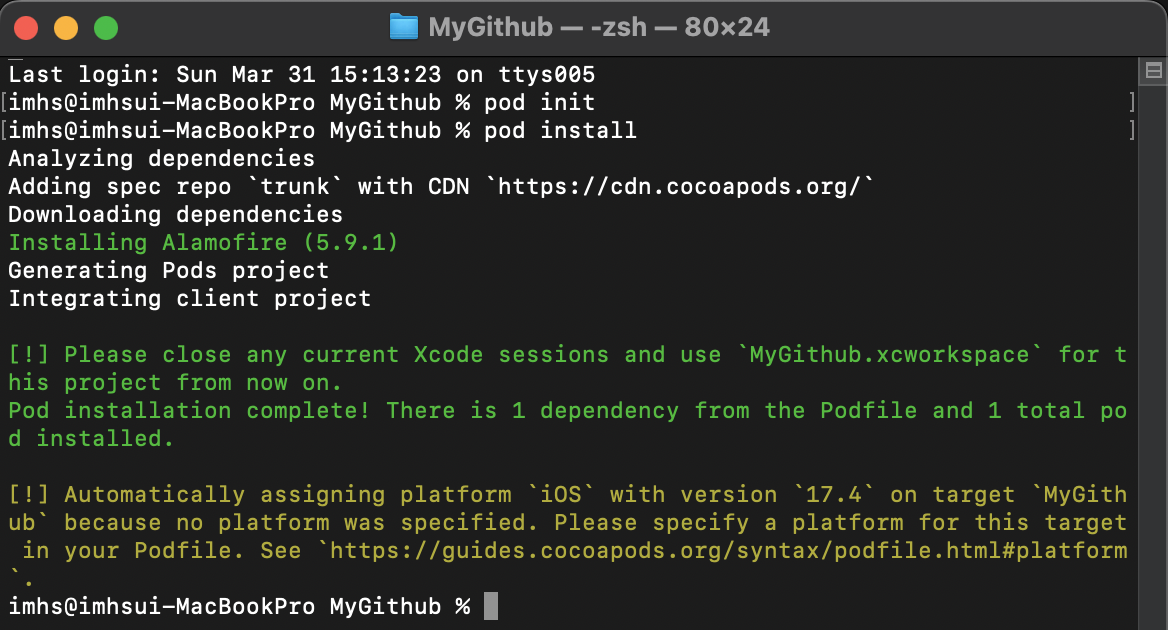 MyGithub — -zsh — 80×24
Last login: Sun Mar 31 15:13:23 on ttys005
[imhs@imhsui-MacBookPro MyGithub % pod init ]
[imhs@imhsui-MacBookPro MyGithub % pod install ]
Analyzing dependencies
Adding spec repo `trunk` with CDN `https://cdn.cocoapods.org/`
Downloading dependencies
Installing Alamofire (5.9.1)
Generating Pods project
Integrating client project
[!] Please close any current Xcode sessions and use `MyGithub.xcworkspace` for t
his project from now on.
Pod installation complete! There is 1 dependency from the Podfile and 1 total po
d installed.
[!] Automatically assigning platform `iOS` with version `17.4` on target `MyGith
ub` because no platform was specified. Please specify a platform for this target
 in your Podfile. See `https://guides.cocoapods.org/syntax/podfile.html#platform
`.
imhs@imhsui-MacBookPro MyGithub %